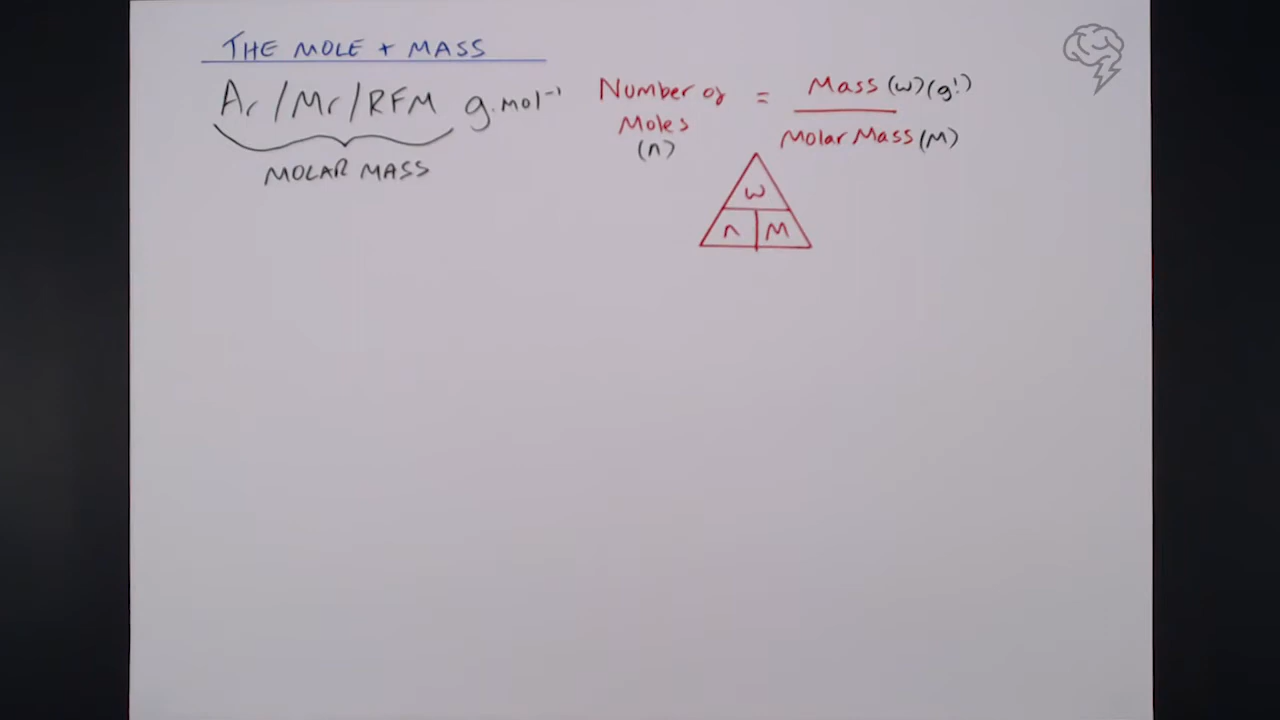 THE MOLE + MASS
Ar/Mr/RFM g.mol⁻¹
MOLAR MASS
Number of Moles (n) = Mass (w) (g!)
Molar Mass (M)
w
n M